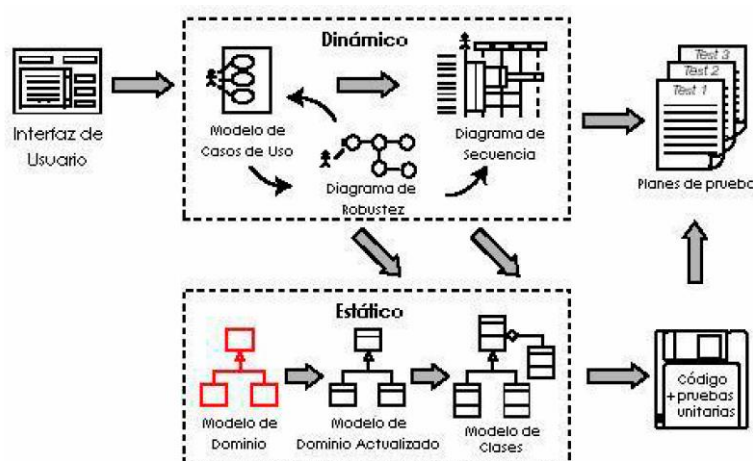 Dinámico
Interfaz de
Usuario
Modelo de
Casos de Uso
Diagrama de
Robustez
Diagrama de
Secuencia
Test 3
Test 2
Test 1
Planes de prueba
Estático
Modelo de
Dominio
Modelo de
Dominio Actualizado
Modelo de
Clases
Código
+pruebas
unitarias